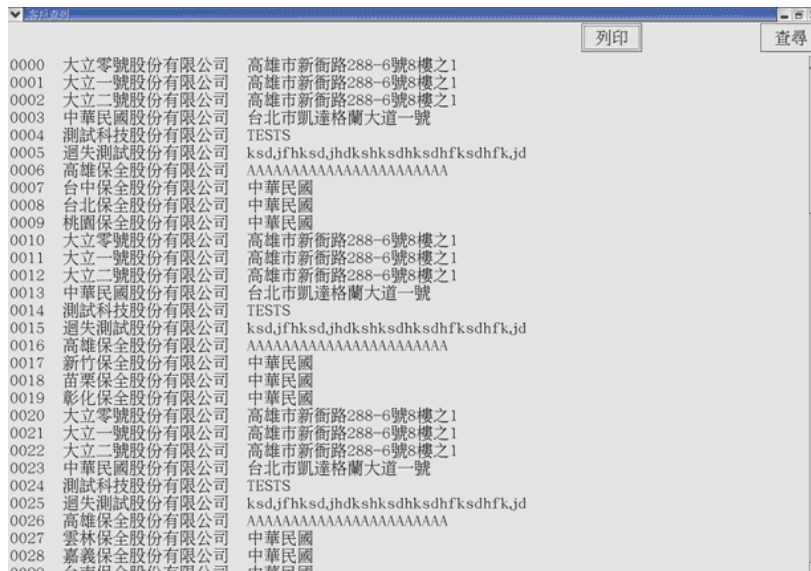 客戶查列
列印 查尋
0000 大立零號股份有限公司 高雄市新衙路288-6號8樓之1
0001 大立一號股份有限公司 高雄市新衙路288-6號8樓之1
0002 大立二號股份有限公司 高雄市新衙路288-6號8樓之1
0003 中華民國股份有限公司 台北市凱達格蘭大道一號
0004 測試科技股份有限公司 TESTS
0005 迴失測試股份有限公司 ksd,jfhksd,jhdkshksdhksdhfksdhfk,jd
0006 高雄保全股份有限公司 AAAAAAAAAAAAAAAAAAAAAAA
0007 台中保全股份有限公司 中華民國
0008 台北保全股份有限公司 中華民國
0009 桃園保全股份有限公司 中華民國
0010 大立零號股份有限公司 高雄市新衙路288-6號8樓之1
0011 大立一號股份有限公司 高雄市新衙路288-6號8樓之1
0012 大立二號股份有限公司 高雄市新衙路288-6號8樓之1
0013 中華民國股份有限公司 台北市凱達格蘭大道一號
0014 測試科技股份有限公司 TESTS
0015 迴失測試股份有限公司 ksd,jfhksd,jhdkshksdhksdhfksdhfk,jd
0016 高雄保全股份有限公司 AAAAAAAAAAAAAAAAAAAAAAA
0017 新竹保全股份有限公司 中華民國
0018 苗栗保全股份有限公司 中華民國
0019 彰化保全股份有限公司 中華民國
0020 大立零號股份有限公司 高雄市新衙路288-6號8樓之1
0021 大立一號股份有限公司 高雄市新衙路288-6號8樓之1
0022 大立二號股份有限公司 高雄市新衙路288-6號8樓之1
0023 中華民國股份有限公司 台北市凱達格蘭大道一號
0024 測試科技股份有限公司 TESTS
0025 迴失測試股份有限公司 ksd,jfhksd,jhdkshksdhksdhfksdhfk,jd
0026 高雄保全股份有限公司 AAAAAAAAAAAAAAAAAAAAAAA
0027 雲林保全股份有限公司 中華民國
0028 嘉義保全股份有限公司 中華民國
0029 台南保全股份有限公司 中華民國